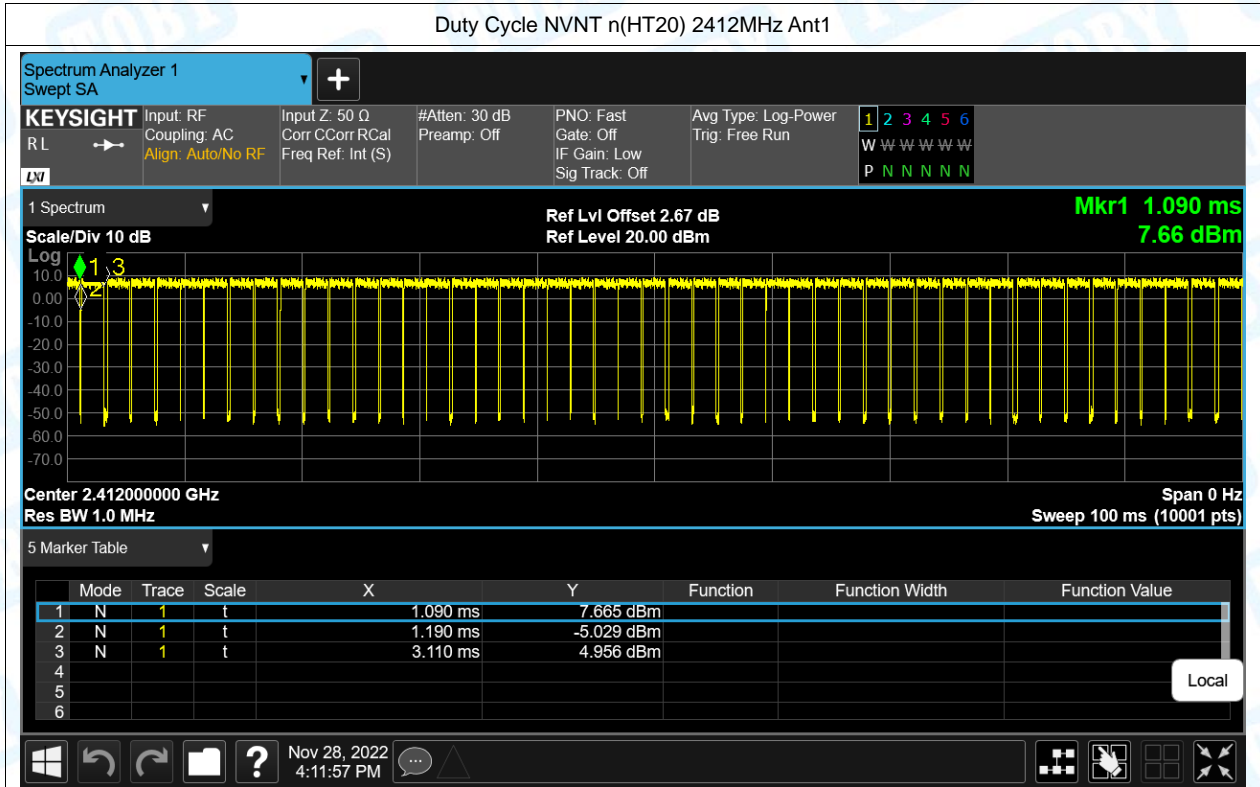 Duty Cycle NVNT n(HT20) 2412MHz Ant1
Spectrum Analyzer 1
Swept SA
KEYSIGHT Input: RF Input Z: 50 Ω #Atten: 30 dB PNO: Fast Avg Type: Log-Power 1 2 3 4 5 6
RL Coupling: AC Corr CCorr RCal Preamp: Off Gate: Off Trig: Free Run W W W W W W
Align: Auto/No RF Freq Ref: Int (S) IF Gain: Low P N N N N N
LXI Sig Track: Off
1 Spectrum Ref Lvl Offset 2.67 dB Mkr1 1.090 ms
Scale/Div 10 dB Ref Level 20.00 dBm 7.66 dBm
Log
1 3
10.0
2
0.00
-10.0
-20.0
-30.0
-40.0
-50.0
-60.0
-70.0
Center 2.412000000 GHz Span 0 Hz
Res BW 1.0 MHz Sweep 100 ms (10001 pts)
5 Marker Table
Mode Trace Scale X Y Function Function Width Function Value
1 N 1 t 1.090 ms 7.665 dBm
2 N 1 t 1.190 ms -5.029 dBm
3 N 1 t 3.110 ms 4.956 dBm
4
5
6
Local
? Nov 28, 2022
4:11:57 PM